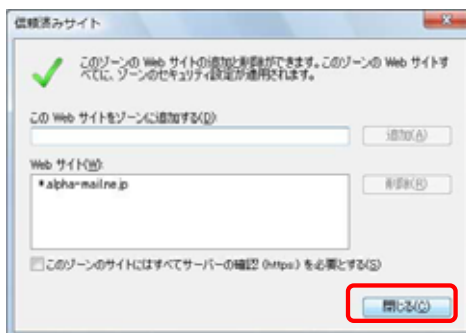 信頼済みサイト
このゾーンの Web サイトの追加と削除ができます。このゾーンの Web サイトす
べてに、ゾーンのセキュリティ設定が適用されます。
この Web サイトをゾーンに追加する(D)
追加(A)
Web サイト(W):
*.alpha-mail.ne.jp
削除(R)
このゾーンのサイトにはすべてサーバーの確認 (https:) を必要とする(S)
閉じる(C)